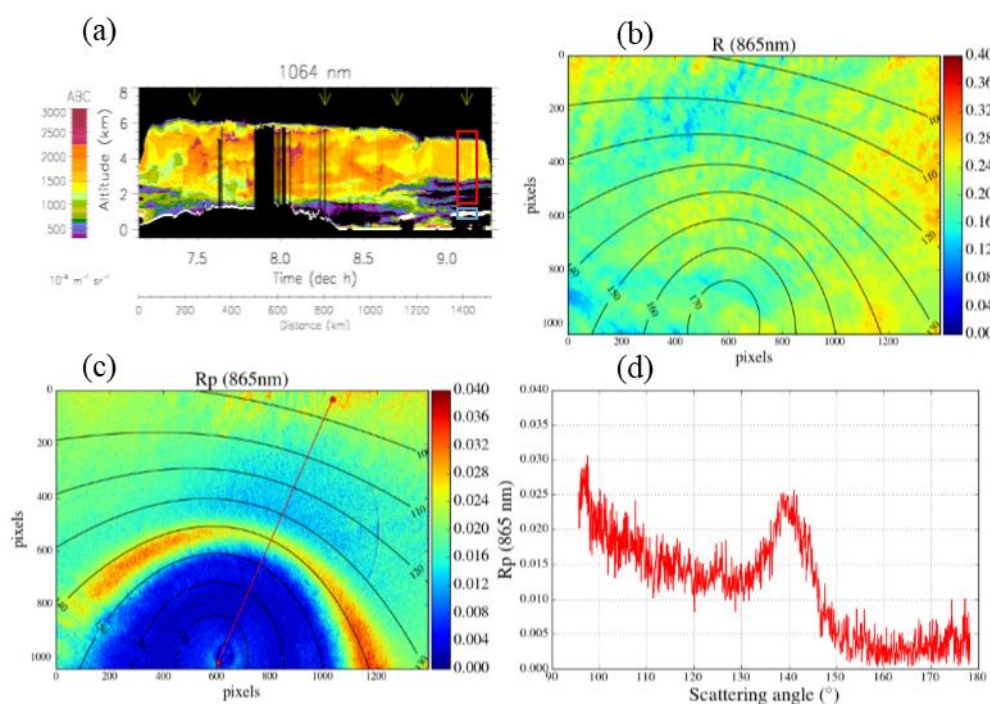 (a)
1064 nm
ABC
3000
2500
2000
1500
1000
500
10⁻⁶ m⁻¹ sr⁻¹
Altitude (km)
8
6
4
2
0
7.5 8.0 8.5 9.0
Time (dec h)
0 200 400 600 800 1000 1200 1400
Distance (km)
(b)
R (865nm)
pixels
0
200
400
600
800
1000
0 200 400 600 800 1000 1200
pixels
100
110
120
130
140
150
160
170
0.40
0.36
0.32
0.28
0.24
0.20
0.16
0.12
0.08
0.04
0.00
(c)
Rp (865nm)
pixels
0
200
400
600
800
1000
0 200 400 600 800 1000 1200
pixels
100
110
120
130
140
0.040
0.036
0.032
0.028
0.024
0.020
0.016
0.012
0.008
0.004
0.000
(d)
Rp (865 nm)
0.040
0.035
0.030
0.025
0.020
0.015
0.010
0.005
0.000
90 100 110 120 130 140 150 160 170 180
Scattering angle (°)